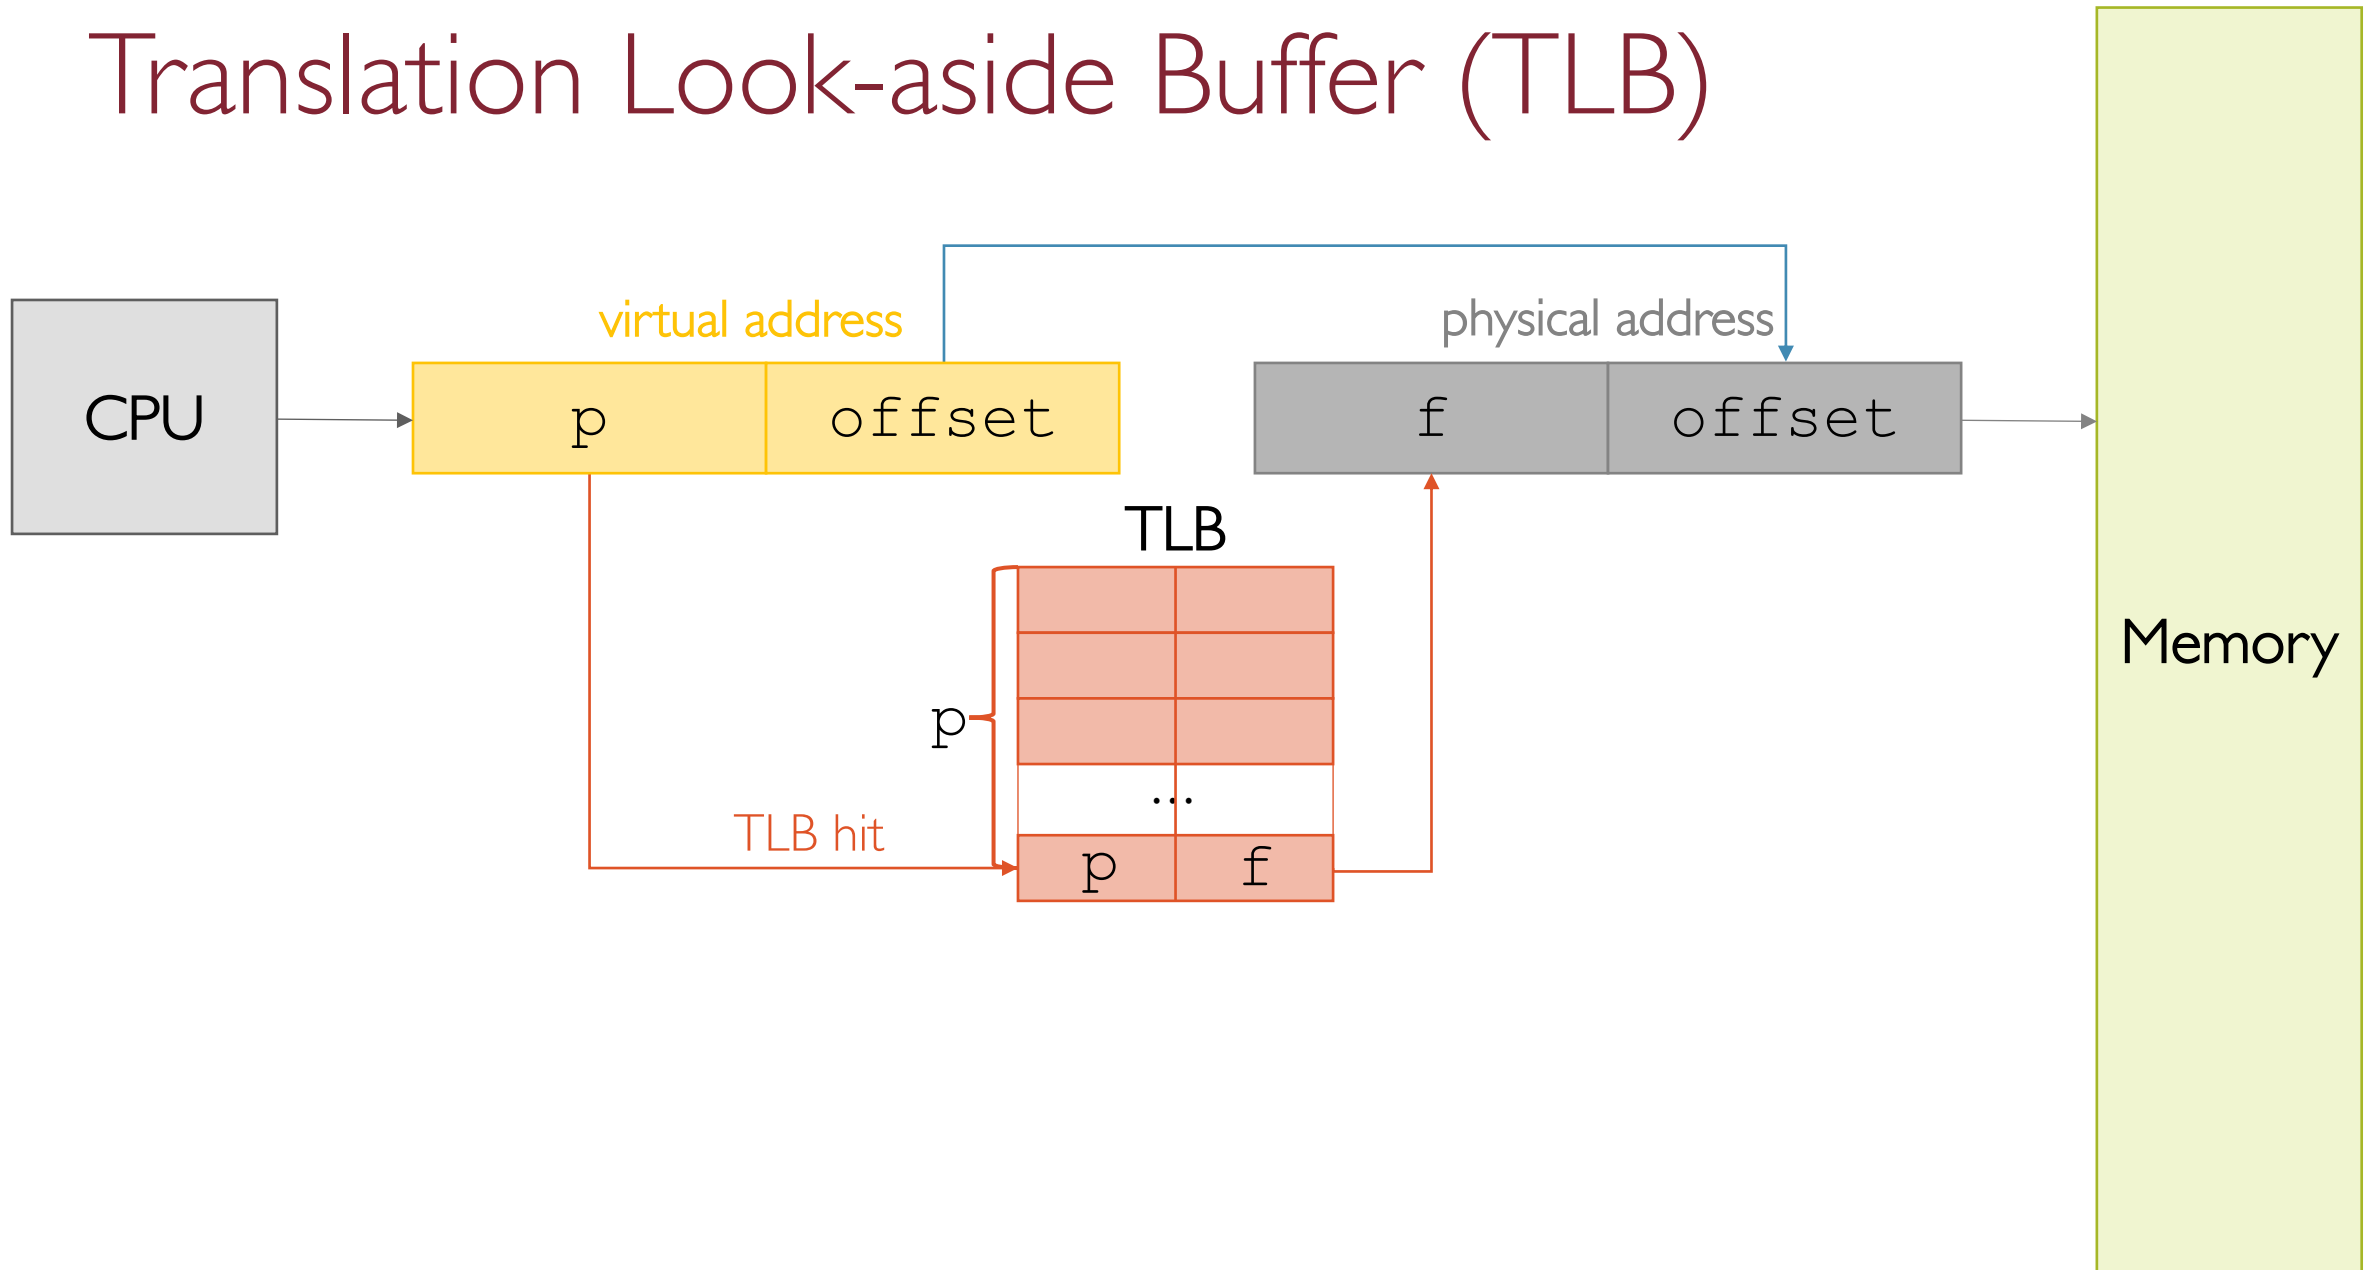 Translation Look-aside Buffer (TLB)
virtual address
physical address
CPU
p
offset
f
offset
TLB
Memory
p
...
TLB hit
p
f